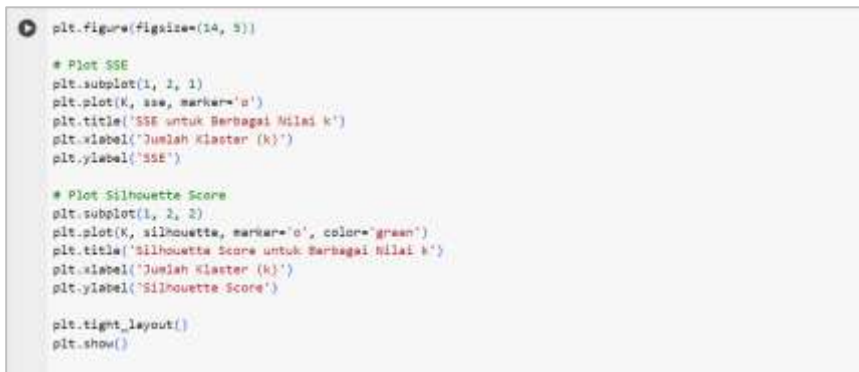 plt.figure(figsize=(14, 5))
# Plot SSE
plt.subplot(1, 2, 1)
plt.plot(K, sse, marker='o')
plt.title('SSE untuk Berbagai Nilai k')
plt.xlabel('Jumlah Klaster (k)')
plt.ylabel('SSE')
# Plot Silhouette Score
plt.subplot(1, 2, 2)
plt.plot(K, silhouette, marker='o', color='green')
plt.title('Silhouette Score untuk Berbagai Nilai k')
plt.xlabel('Jumlah Klaster (k)')
plt.ylabel('Silhouette Score')
plt.tight_layout()
plt.show()